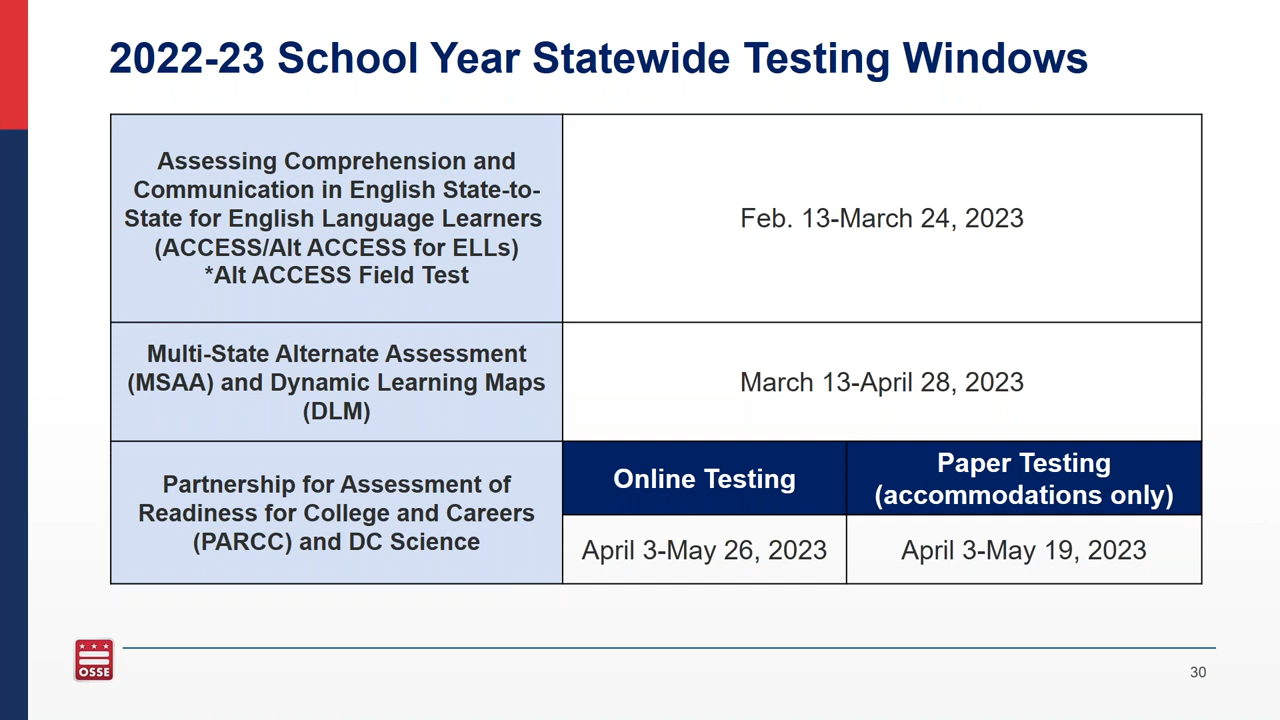 2022-23 School Year Statewide Testing Windows
Assessing Comprehension and
Communication in English State-to-
State for English Language Learners
(ACCESS/Alt ACCESS for ELLs)
*Alt ACCESS Field Test
Feb. 13-March 24, 2023
Multi-State Alternate Assessment
(MSAA) and Dynamic Learning Maps
(DLM)
March 13-April 28, 2023
Partnership for Assessment of
Readiness for College and Careers
(PARCC) and DC Science
Online Testing
Paper Testing
(accommodations only)
April 3-May 26, 2023
April 3-May 19, 2023
OSSE
30